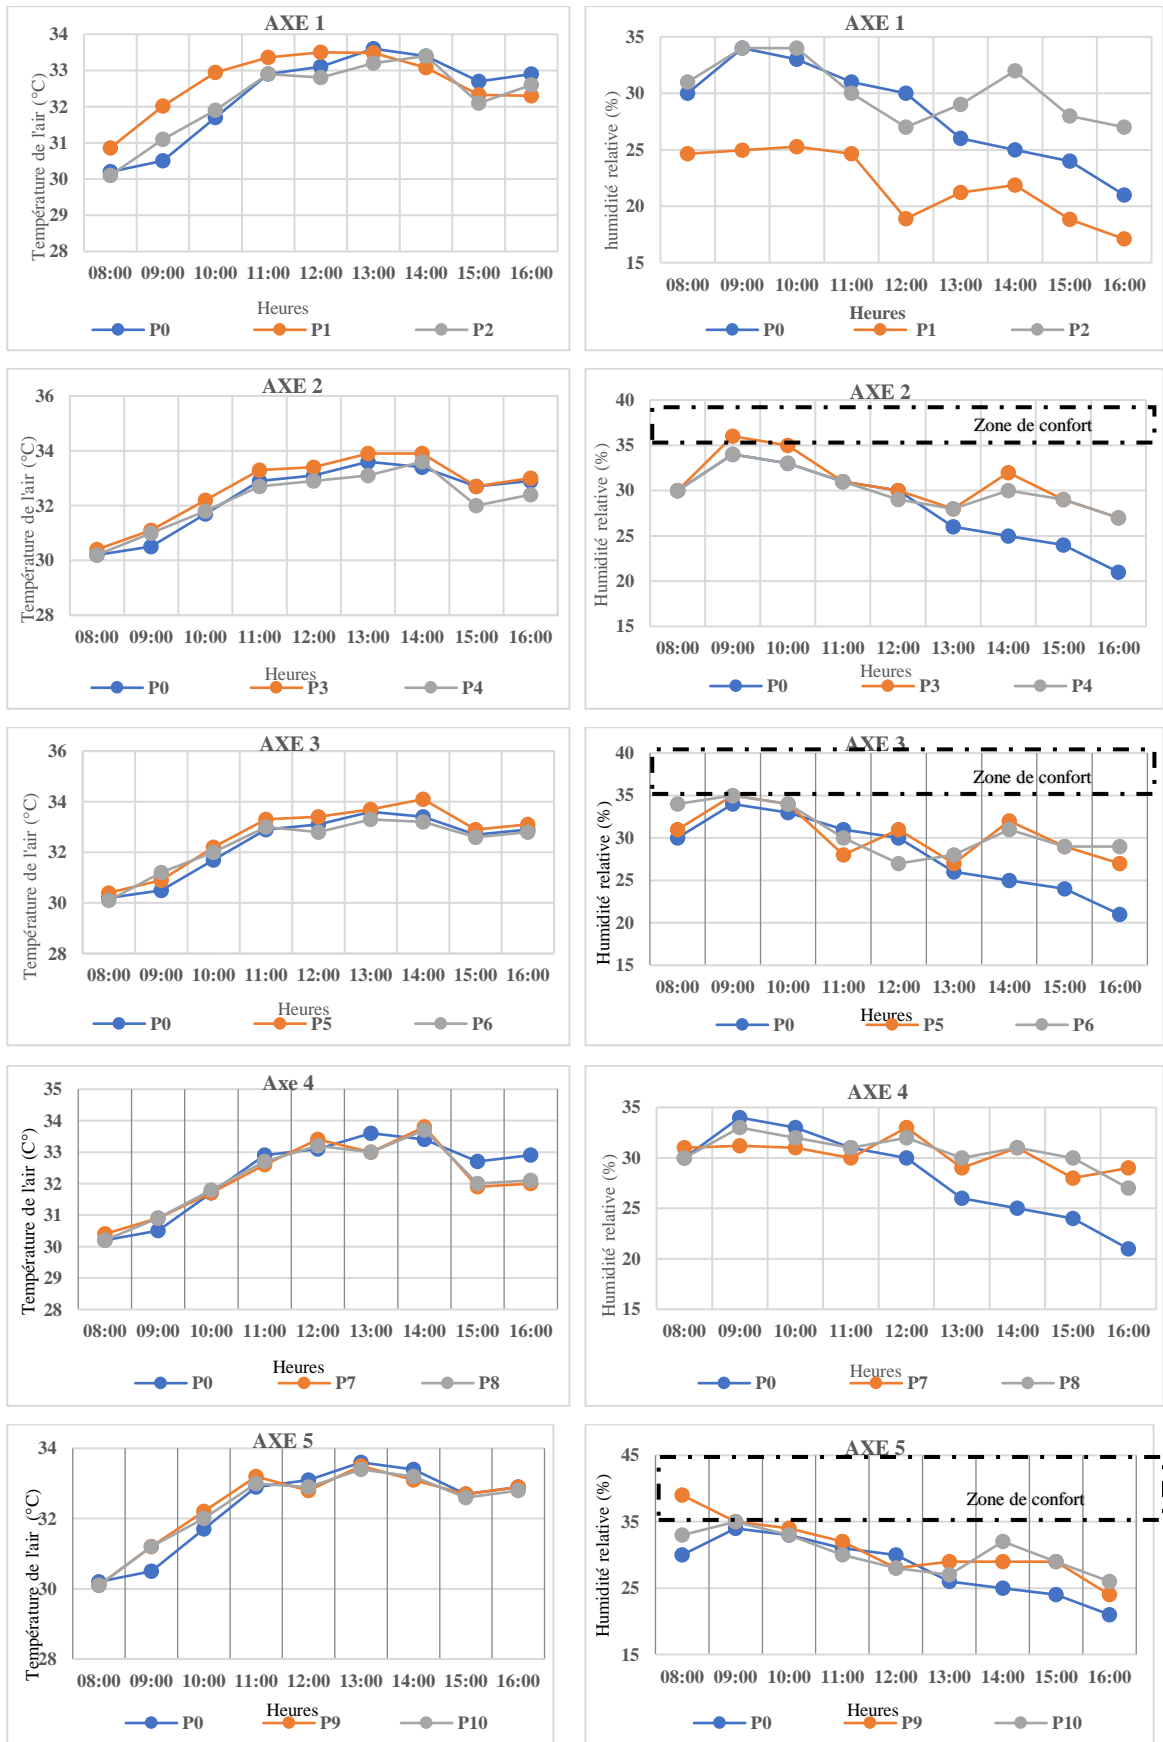 AXE 1
Température de l'air (°C)
34
33
32
31
30
29
28
08:00 09:00 10:00 11:00 12:00 13:00 14:00 15:00 16:00
Heures
P0 P1 P2
AXE 1
humidité relative (%)
35
30
25
20
15
08:00 09:00 10:00 11:00 12:00 13:00 14:00 15:00 16:00
Heures
P0 P1 P2
AXE 2
Température de l'air (°C)
36
34
32
30
28
08:00 09:00 10:00 11:00 12:00 13:00 14:00 15:00 16:00
Heures
P0 P3 P4
AXE 2
Humidité relative (%)
40
Zone de confort
35
30
25
20
15
08:00 09:00 10:00 11:00 12:00 13:00 14:00 15:00 16:00
Heures
P0 P3 P4
AXE 3
Température de l'air (°C)
36
34
32
30
28
08:00 09:00 10:00 11:00 12:00 13:00 14:00 15:00 16:00
Heures
P0 P5 P6
AXE 3
Humidité relative (%)
40
Zone de confort
35
30
25
20
15
08:00 09:00 10:00 11:00 12:00 13:00 14:00 15:00 16:00
Heures
P0 P5 P6
Axe 4
Température de l'air (C°)
35
34
33
32
31
30
29
28
08:00 09:00 10:00 11:00 12:00 13:00 14:00 15:00 16:00
Heures
P0 P7 P8
AXE 4
Humidité relative (%)
35
30
25
20
15
08:00 09:00 10:00 11:00 12:00 13:00 14:00 15:00 16:00
Heures
P0 P7 P8
AXE 5
Température de l'air (°C)
34
32
30
28
08:00 09:00 10:00 11:00 12:00 13:00 14:00 15:00 16:00
Heures
P0 P9 P10
AXE 5
Humidité relative (%)
45
Zone de confort
35
25
15
08:00 09:00 10:00 11:00 12:00 13:00 14:00 15:00 16:00
Heures
P0 P9 P10